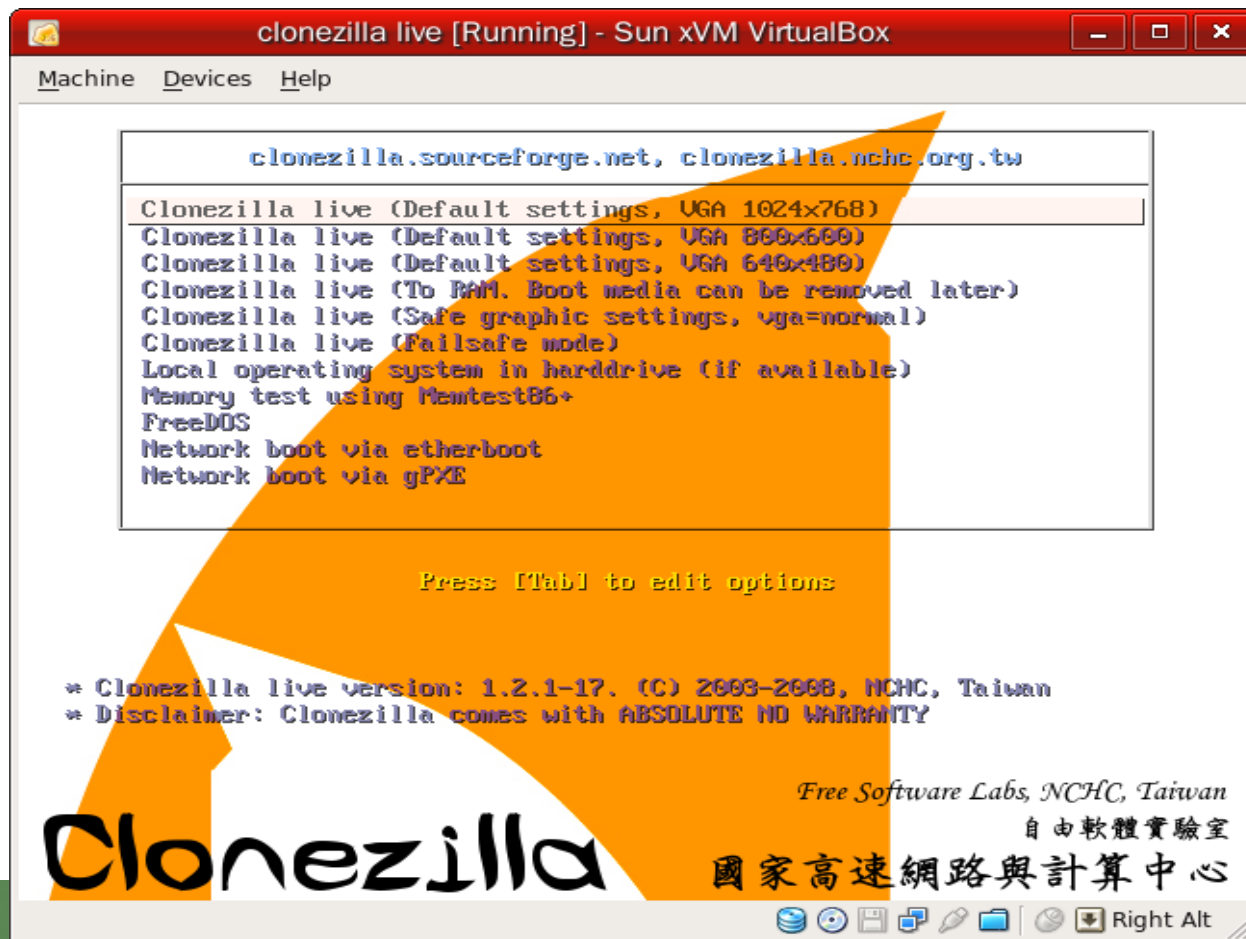 clonezilla live [Running] - Sun xVM VirtualBox
Machine Devices Help
clonezilla.sourceforge.net, clonezilla.nchc.org.tw
Clonezilla live (Default settings, VGA 1024x768)
Clonezilla live (Default settings, VGA 800x600)
Clonezilla live (Default settings, VGA 640x480)
Clonezilla live (To RAM. Boot media can be removed later)
Clonezilla live (Safe graphic settings, vga=normal)
Clonezilla live (Failsafe mode)
Local operating system in harddrive (if available)
Memory test using Memtest86+
FreeDOS
Network boot via etherboot
Network boot via gPXE
Press [Tab] to edit options
* Clonezilla live version: 1.2.1-17. (C) 2003-2008, NCHC, Taiwan
* Disclaimer: Clonezilla comes with ABSOLUTE NO WARRANTY
Free Software Labs, NCHC, Taiwan
自由軟體實驗室
Clonezilla
國家高速網路與計算中心
Right Alt